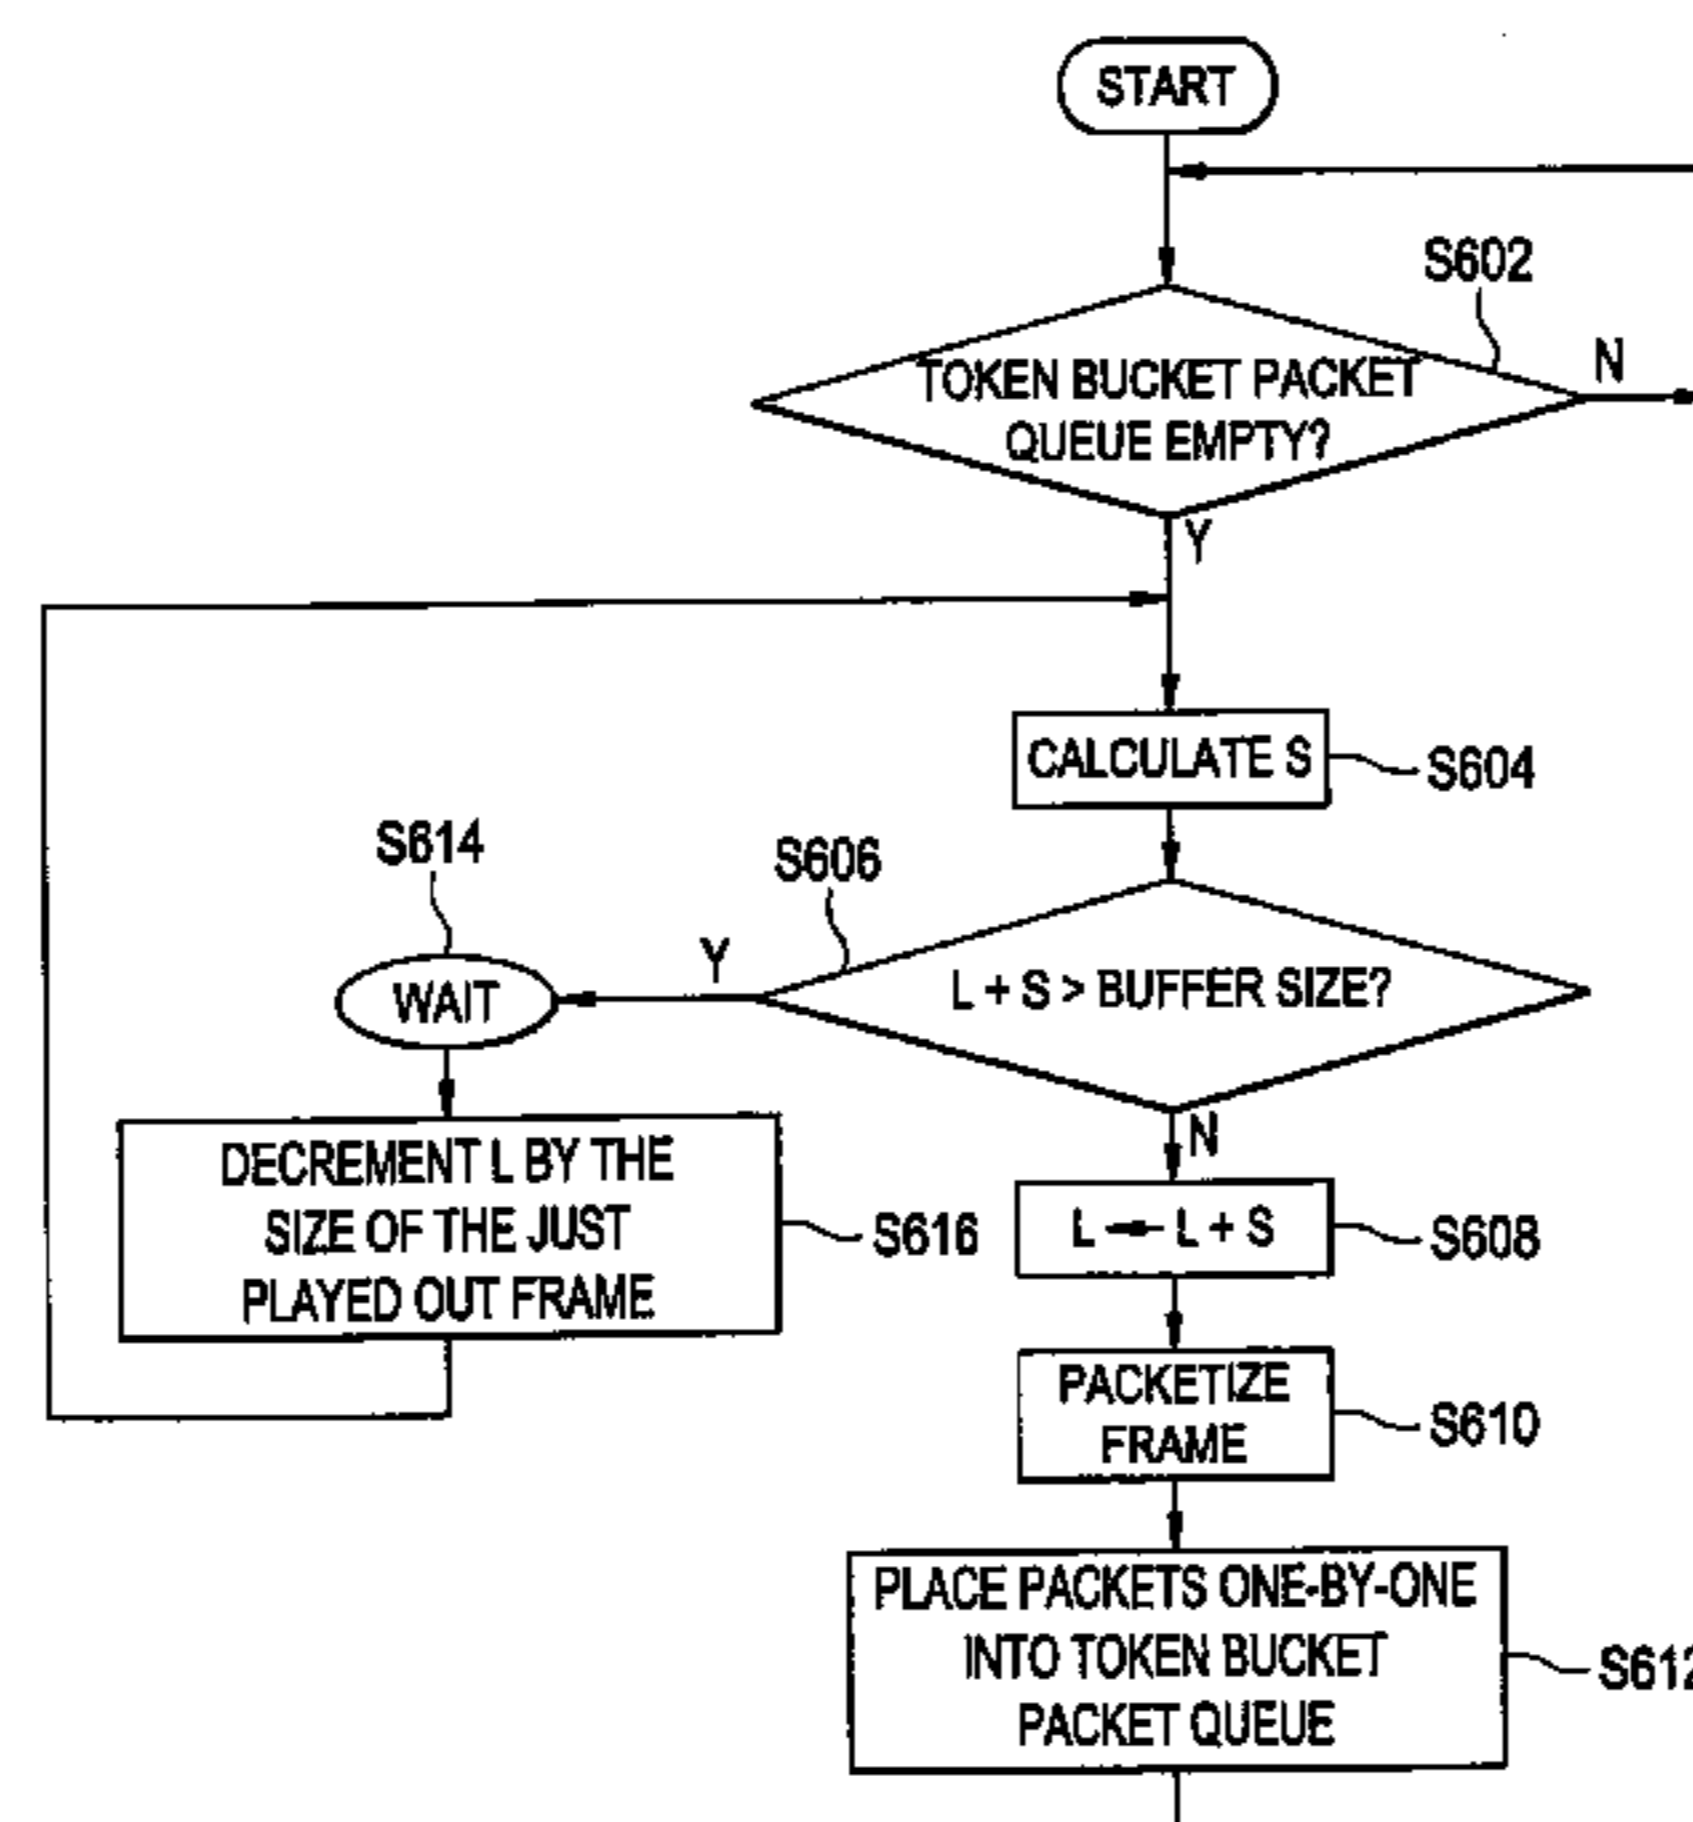 START
S602
TOKEN BUCKET PACKET
QUEUE EMPTY?
N
Y
CALCULATE S
S604
S614
S606
WAIT
Y
L + S > BUFFER SIZE?
N
DECREMENT L BY THE
SIZE OF THE JUST
PLAYED OUT FRAME
S616
L ← L + S
S608
PACKETIZE
FRAME
S610
PLACE PACKETS ONE-BY-ONE
INTO TOKEN BUCKET
PACKET QUEUE
S612